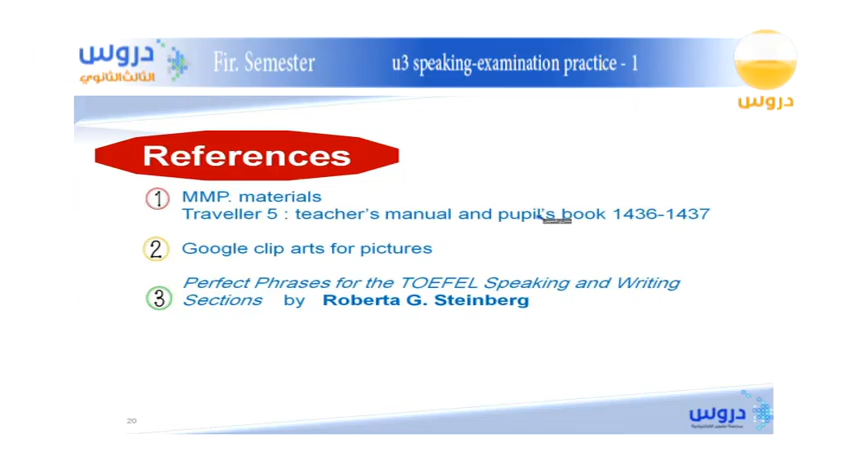 دروس
الثالث الثانوي
Fir. Semester
u3 speaking-examination practice - 1
دروس
References
1
MMP. materials
Traveller 5 : teacher's manual and pupil's book 1436-1437
2
Google clip arts for pictures
3
Perfect Phrases for the TOEFEL Speaking and Writing
Sections by Roberta G. Steinberg
20
دروس